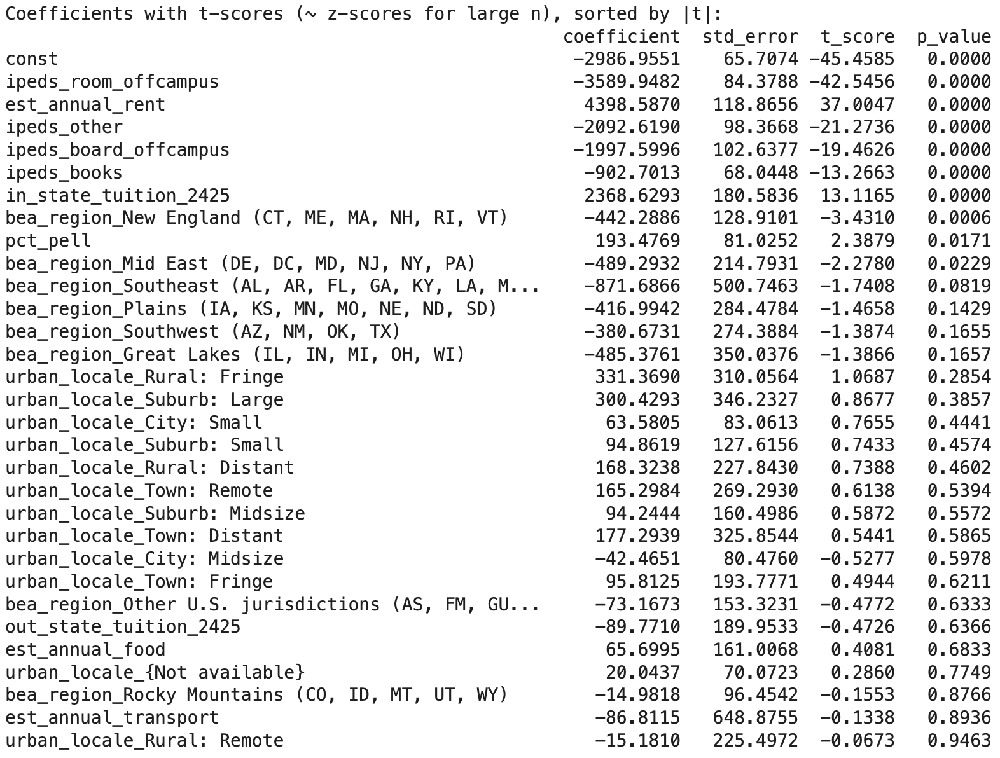 Coefficients with t-scores (~ z-scores for large n), sorted by |t|:
coefficient std_error t_score p_value
const -2986.9551 65.7074 -45.4585 0.0000
ipeds_room_offcampus -3589.9482 84.3788 -42.5456 0.0000
est_annual_rent 4398.5870 118.8656 37.0047 0.0000
ipeds_other -2092.6190 98.3668 -21.2736 0.0000
ipeds_board_offcampus -1997.5996 102.6377 -19.4626 0.0000
ipeds_books -902.7013 68.0448 -13.2663 0.0000
in_state_tuition_2425 2368.6293 180.5836 13.1165 0.0000
bea_region_New England (CT, ME, MA, NH, RI, VT) -442.2886 128.9101 -3.4310 0.0006
pct_pell 193.4769 81.0252 2.3879 0.0171
bea_region_Mid East (DE, DC, MD, NJ, NY, PA) -489.2932 214.7931 -2.2780 0.0229
bea_region_Southeast (AL, AR, FL, GA, KY, LA, M... -871.6866 500.7463 -1.7408 0.0819
bea_region_Plains (IA, KS, MN, MO, NE, ND, SD) -416.9942 284.4784 -1.4658 0.1429
bea_region_Southwest (AZ, NM, OK, TX) -380.6731 274.3884 -1.3874 0.1655
bea_region_Great Lakes (IL, IN, MI, OH, WI) -485.3761 350.0376 -1.3866 0.1657
urban_locale_Rural: Fringe 331.3690 310.0564 1.0687 0.2854
urban_locale_Suburb: Large 300.4293 346.2327 0.8677 0.3857
urban_locale_City: Small 63.5805 83.0613 0.7655 0.4441
urban_locale_Suburb: Small 94.8619 127.6156 0.7433 0.4574
urban_locale_Rural: Distant 168.3238 227.8430 0.7388 0.4602
urban_locale_Town: Remote 165.2984 269.2930 0.6138 0.5394
urban_locale_Suburb: Midsize 94.2444 160.4986 0.5872 0.5572
urban_locale_Town: Distant 177.2939 325.8544 0.5441 0.5865
urban_locale_City: Midsize -42.4651 80.4760 -0.5277 0.5978
urban_locale_Town: Fringe 95.8125 193.7771 0.4944 0.6211
bea_region_Other U.S. jurisdictions (AS, FM, GU... -73.1673 153.3231 -0.4772 0.6333
out_state_tuition_2425 -89.7710 189.9533 -0.4726 0.6366
est_annual_food 65.6995 161.0068 0.4081 0.6833
urban_locale_{Not available} 20.0437 70.0723 0.2860 0.7749
bea_region_Rocky Mountains (CO, ID, MT, UT, WY) -14.9818 96.4542 -0.1553 0.8766
est_annual_transport -86.8115 648.8755 -0.1338 0.8936
urban_locale_Rural: Remote -15.1810 225.4972 -0.0673 0.9463